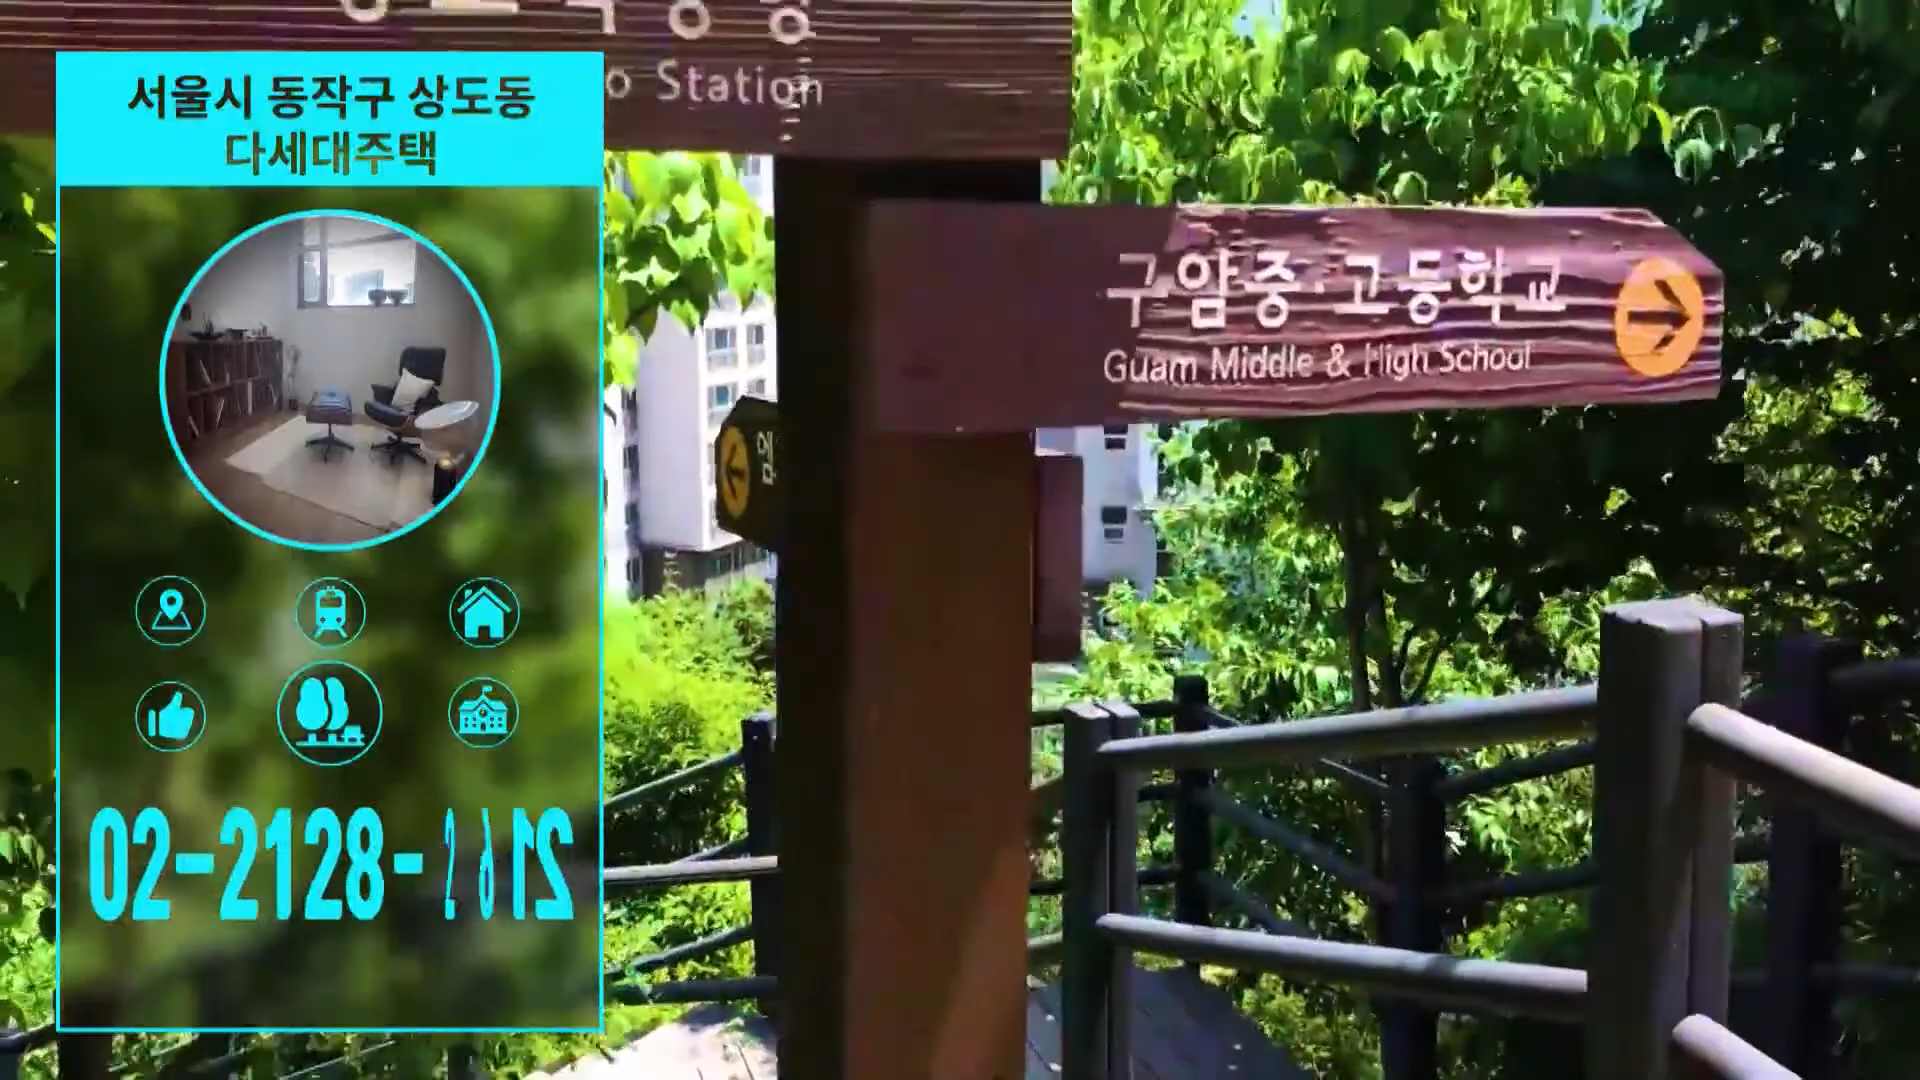 Station
서울시 동작구 상도동
다세대주택
구암중·고등학교
Guam Middle & High School
02-2128-